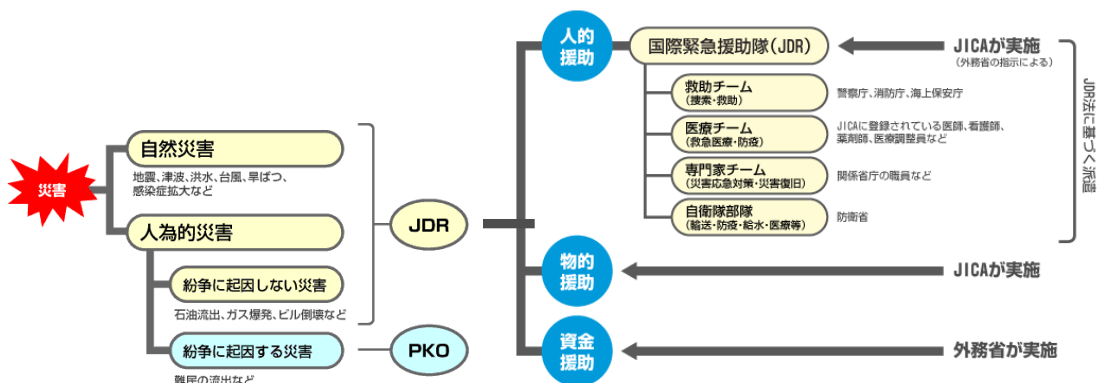 災害
自然災害
地震、津波、洪水、台風、旱ばつ、
感染症拡大など
人為的災害
紛争に起因しない災害
石油流出、ガス爆発、ビル倒壊など
紛争に起因する災害
難民の流出など
JDR
PKO
人的
援助
国際緊急援助隊(JDR)
JICAが実施
(外務省の指示による)
救助チーム
(捜索・救助)
警察庁、消防庁、海上保安庁
医療チーム
(救急医療・防疫)
JICAに登録されている医師、看護師、
薬剤師、医療調整員など
専門家チーム
(災害応急対策・災害復旧)
関係省庁の職員など
自衛隊部隊
(輸送・防疫・給水・医療等)
防衛省
JDR法に基づく派遣
物的
援助
JICAが実施
資金
援助
外務省が実施